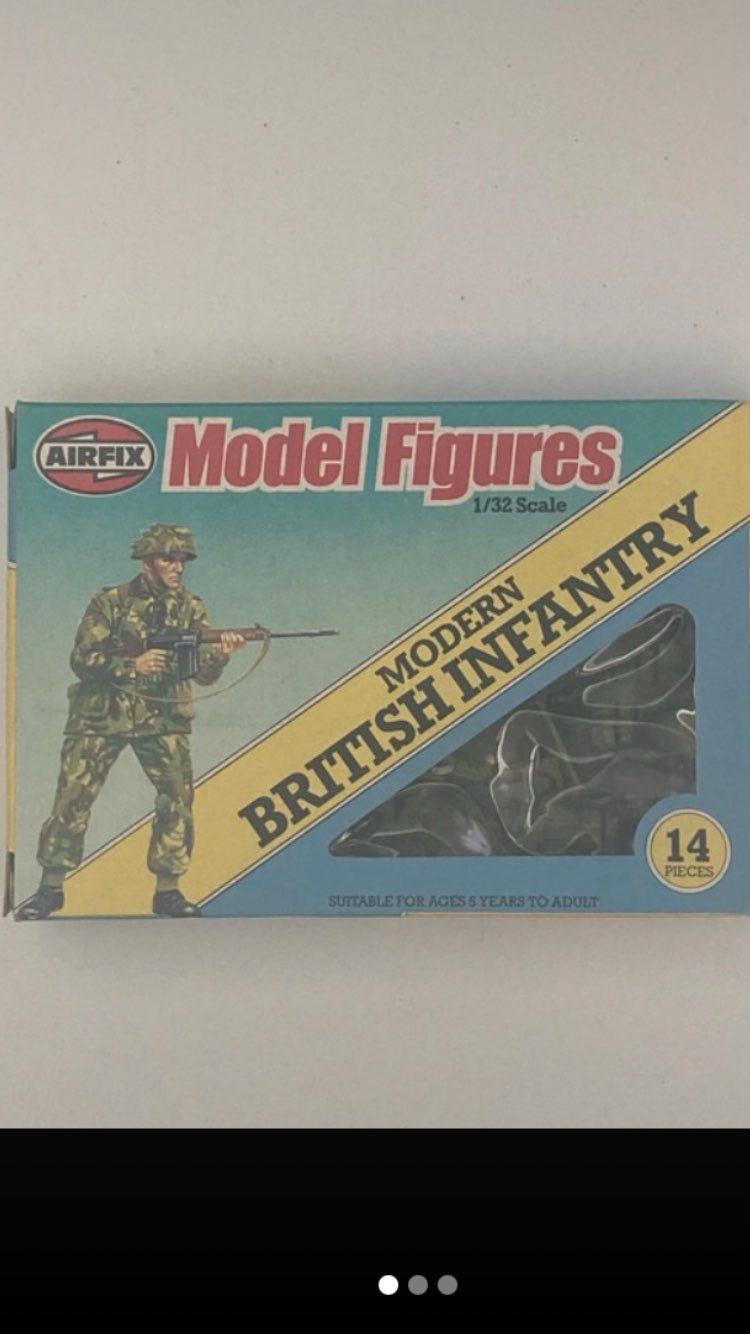 AIRFIX
Model Figures
1/32 Scale
MODERN
BRITISH INFANTRY
14
PIECES
SUITABLE FOR AGES 5 YEARS TO ADULT